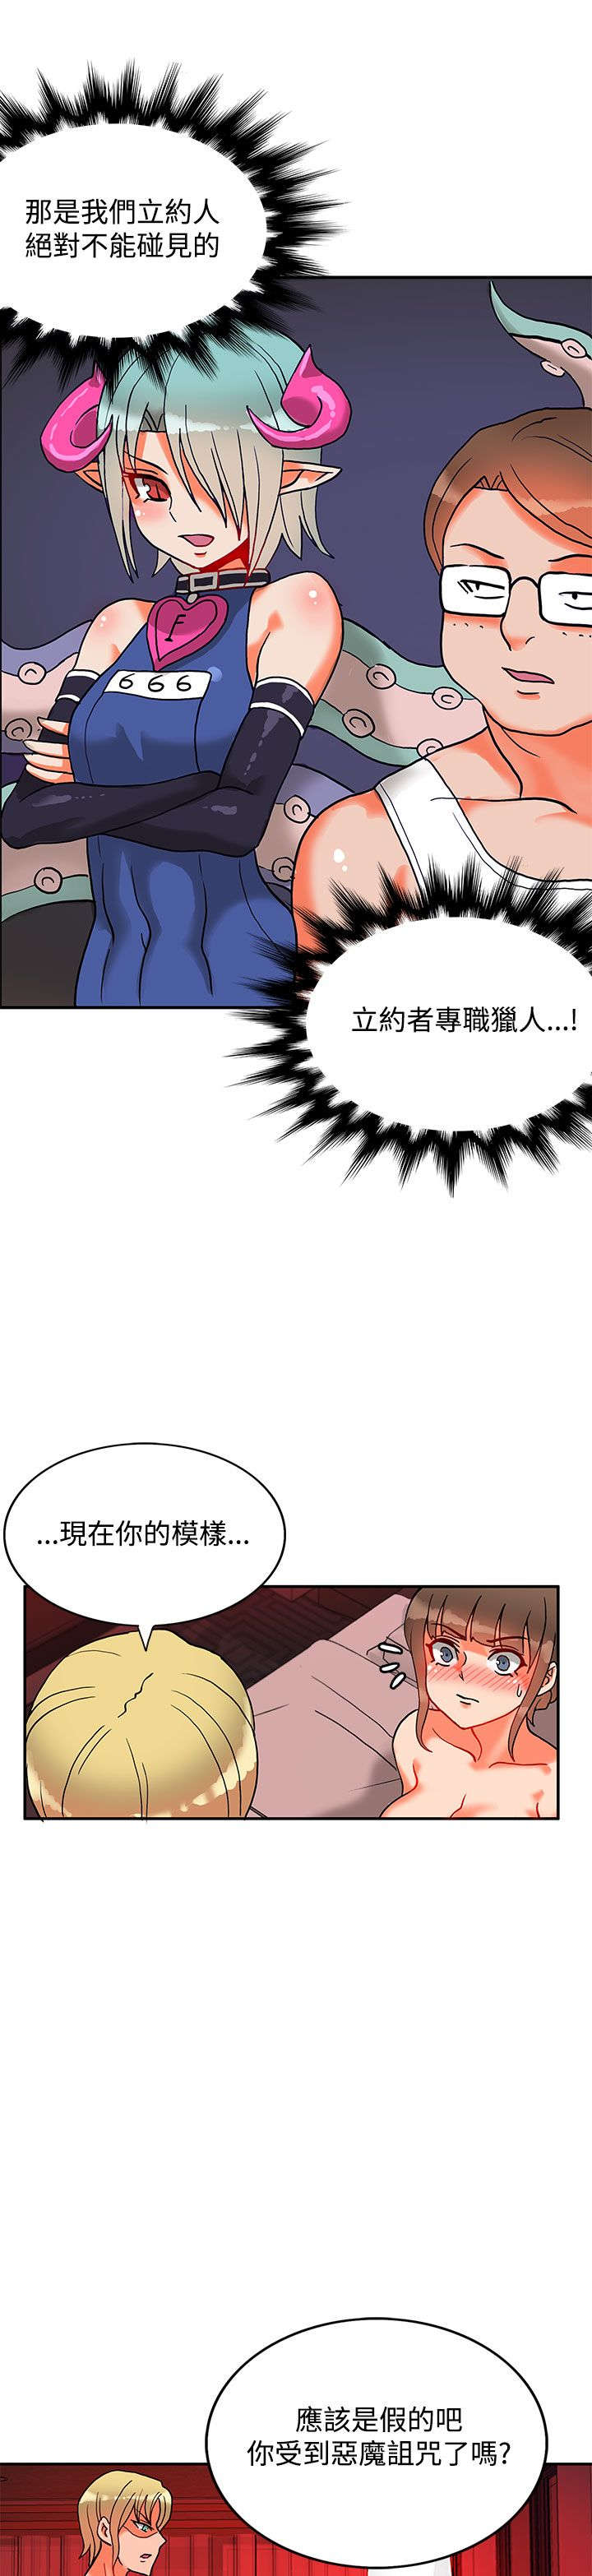 那是我們立約人
絕對不能碰見的
F
666
立約者專職獵人...!
...現在你的模樣...
應該是假的吧
你受到惡魔詛咒了嗎?